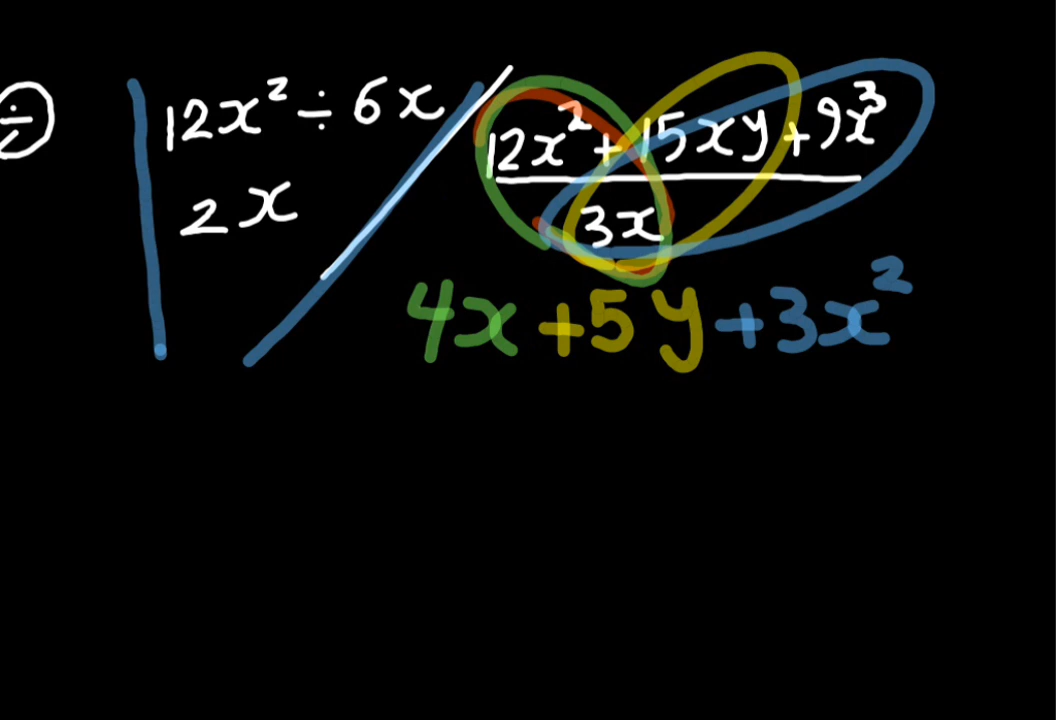 ÷
12x² ÷ 6x
2x
12x² + 15xy + 9x³
3x
4x + 5y + 3x²